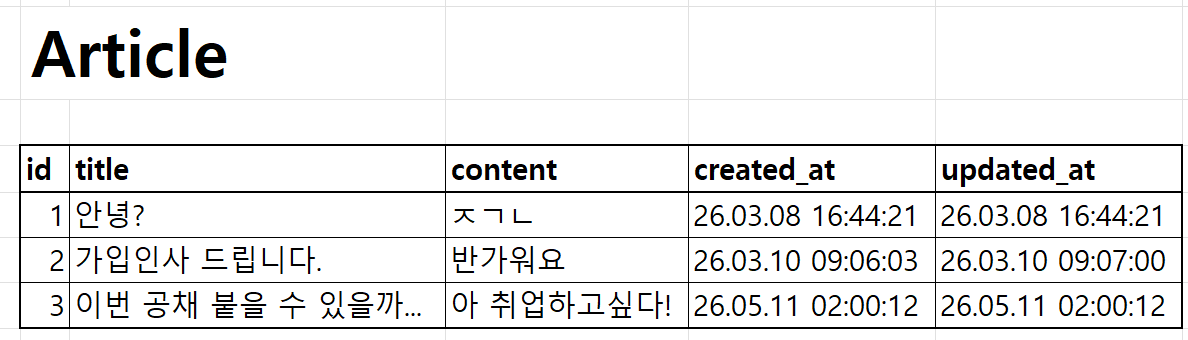 Article
id title content created_at updated_at
1 안녕? ㅈㄱㄴ 26.03.08 16:44:21 26.03.08 16:44:21
2 가입인사 드립니다. 반가워요 26.03.10 09:06:03 26.03.10 09:07:00
3 이번 공채 붙을 수 있을까... 아 취업하고싶다! 26.05.11 02:00:12 26.05.11 02:00:12